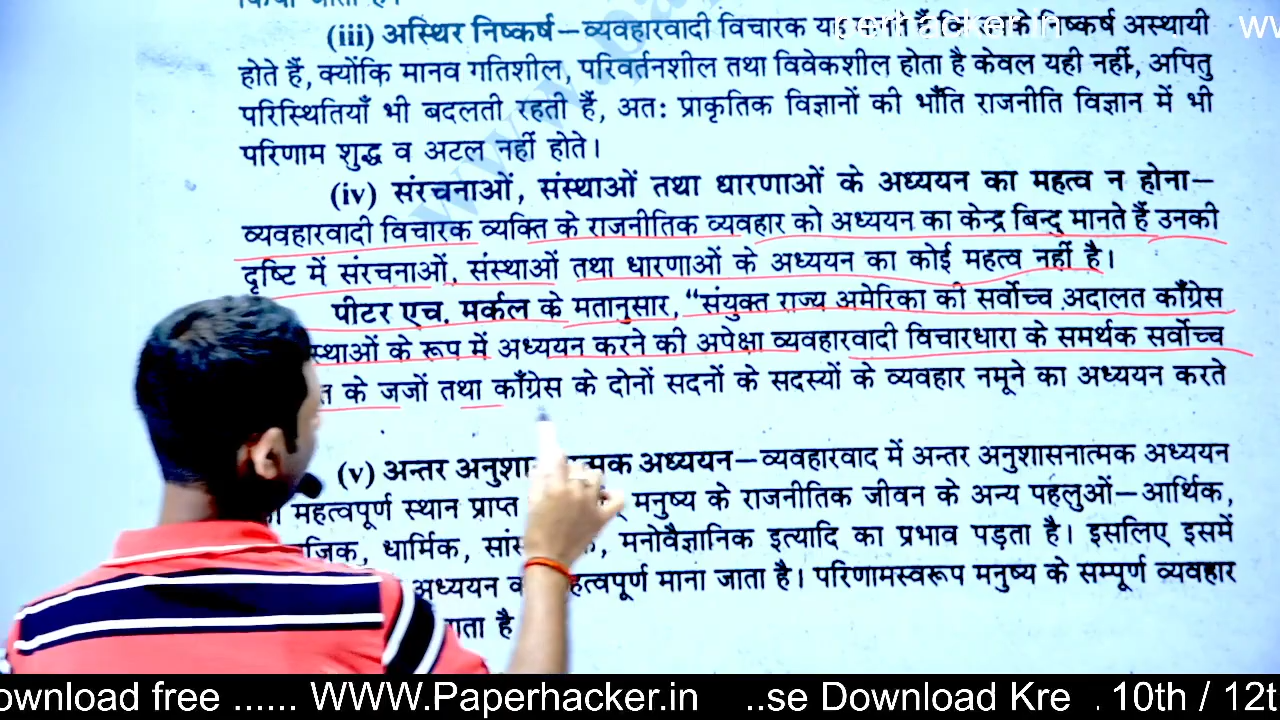 (iii) अस्थिर निष्कर्ष—व्यवहारवादी विचारक निष्कर्ष अस्थायी
होते हैं, क्योंकि मानव गतिशील, परिवर्तनशील तथा विवेकशील होता है केवल यही नहीं, अपितु
परिस्थितियाँ भी बदलती रहती हैं, अतः प्राकृतिक विज्ञानों की भाँति राजनीति विज्ञान में भी
परिणाम शुद्ध व अटल नहीं होते।
(iv) संरचनाओं, संस्थाओं तथा धारणाओं के अध्ययन का महत्व न होना—
व्यवहारवादी विचारक व्यक्ति के राजनीतिक व्यवहार को अध्ययन का केन्द्र बिन्दु मानते हैं उनकी
दृष्टि में संरचनाओं, संस्थाओं तथा धारणाओं के अध्ययन का कोई महत्व नहीं है।
पीटर एच. मर्कल के मतानुसार, “संयुक्त राज्य अमेरिका की सर्वोच्च अदालत काँग्रेस
के रूप में अध्ययन करने की अपेक्षा व्यवहारवादी विचारधारा के समर्थक सर्वोच्च
के जजों तथा काँग्रेस के दोनों सदनों के सदस्यों के व्यवहार नमूने का अध्ययन करते
(v) अन्तर अध्ययन—व्यवहारवाद में अन्तर अनुशासनात्मक अध्ययन
महत्वपूर्ण स्थान प्राप्त मनुष्य के राजनीतिक जीवन के अन्य पहलुओं—आर्थिक,
धार्मिक, मनोवैज्ञानिक इत्यादि का प्रभाव पड़ता है। इसलिए इसमें
अध्ययन माना जाता है। परिणामस्वरूप मनुष्य के सम्पूर्ण व्यवहार
है
ownload free ...... WWW.Paperhacker.in ..se Download Kre . 10th / 12t